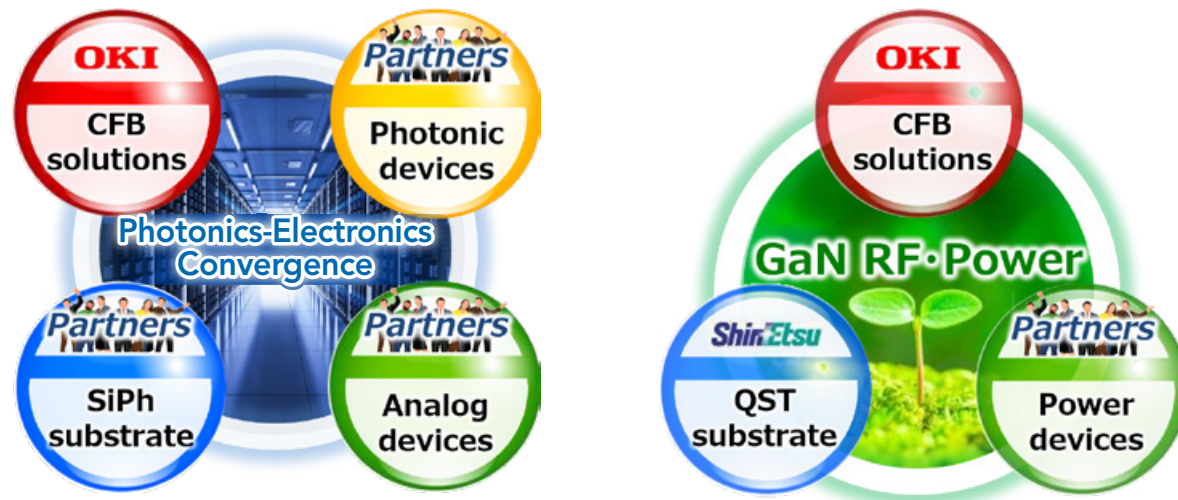 OKI
CFB
solutions
Partners
Photonic
devices
Photonics-Electronics
Convergence
Partners
SiPh
substrate
Partners
Analog
devices
OKI
CFB
solutions
GaN RF・Power
ShinEtsu
QST
substrate
Partners
Power
devices